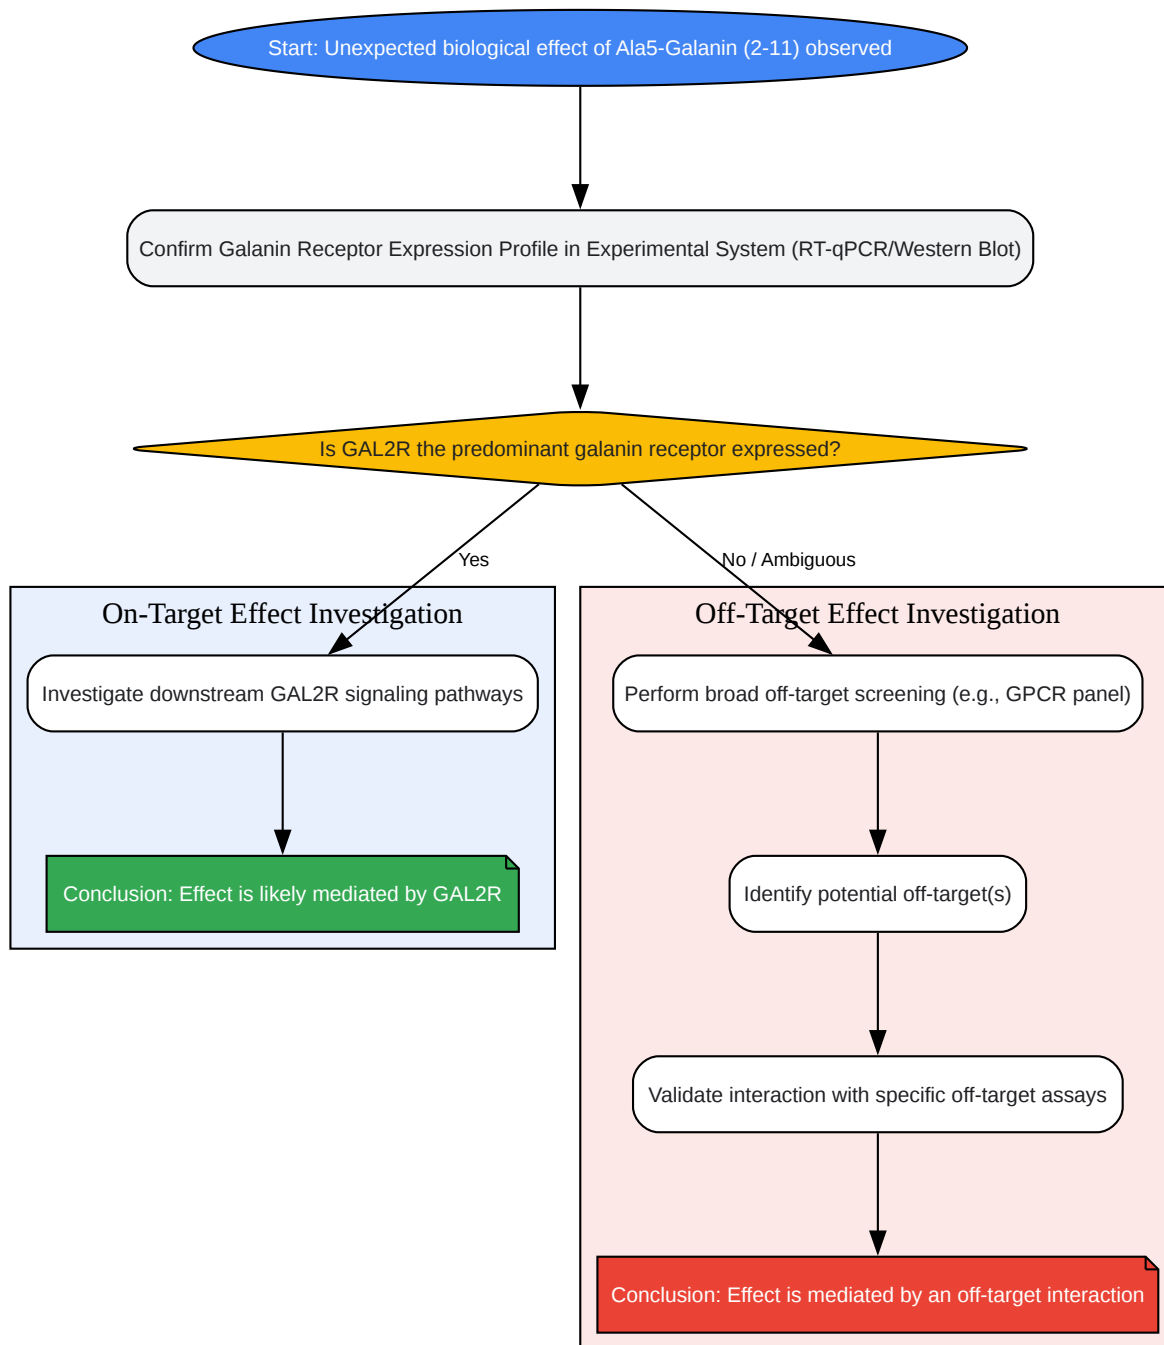 Start: Unexpected biological effect of Ala5-Galanin (2-11) observed
Confirm Galanin Receptor Expression Profile in Experimental System (RT-qPCR/Western Blot)
Is GAL2R the predominant galanin receptor expressed?
Yes
No / Ambiguous
On-Target Effect Investigation
Investigate downstream GAL2R signaling pathways
Conclusion: Effect is likely mediated by GAL2R
Off-Target Effect Investigation
Perform broad off-target screening (e.g., GPCR panel)
Identify potential off-target(s)
Validate interaction with specific off-target assays
Conclusion: Effect is mediated by an off-target interaction